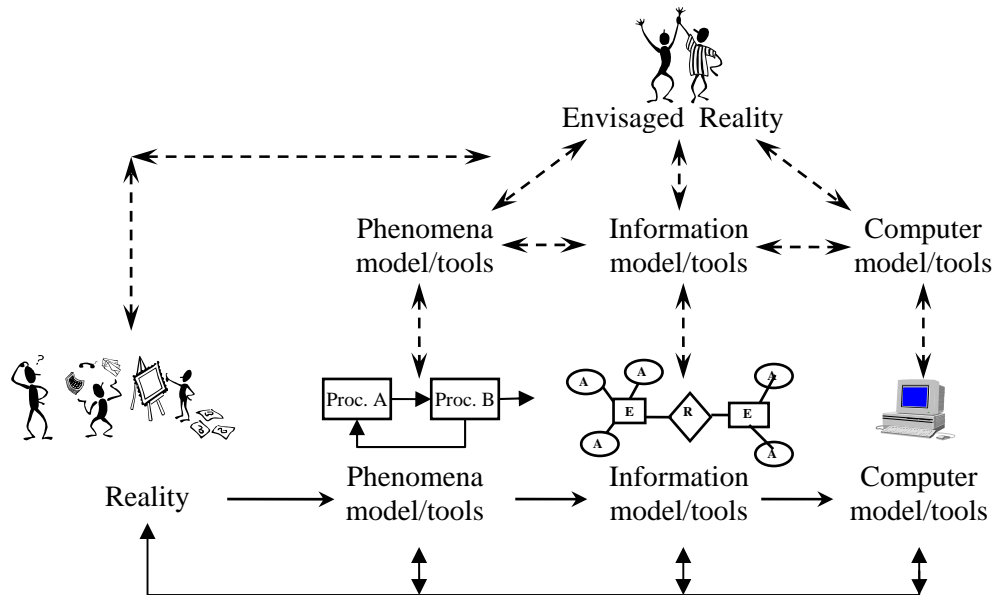 Envisaged Reality
Phenomena
model/tools
Information
model/tools
Computer
model/tools
?
Proc. A
Proc. B
A
A
A
E
R
E
A
A
Reality
Phenomena
model/tools
Information
model/tools
Computer
model/tools